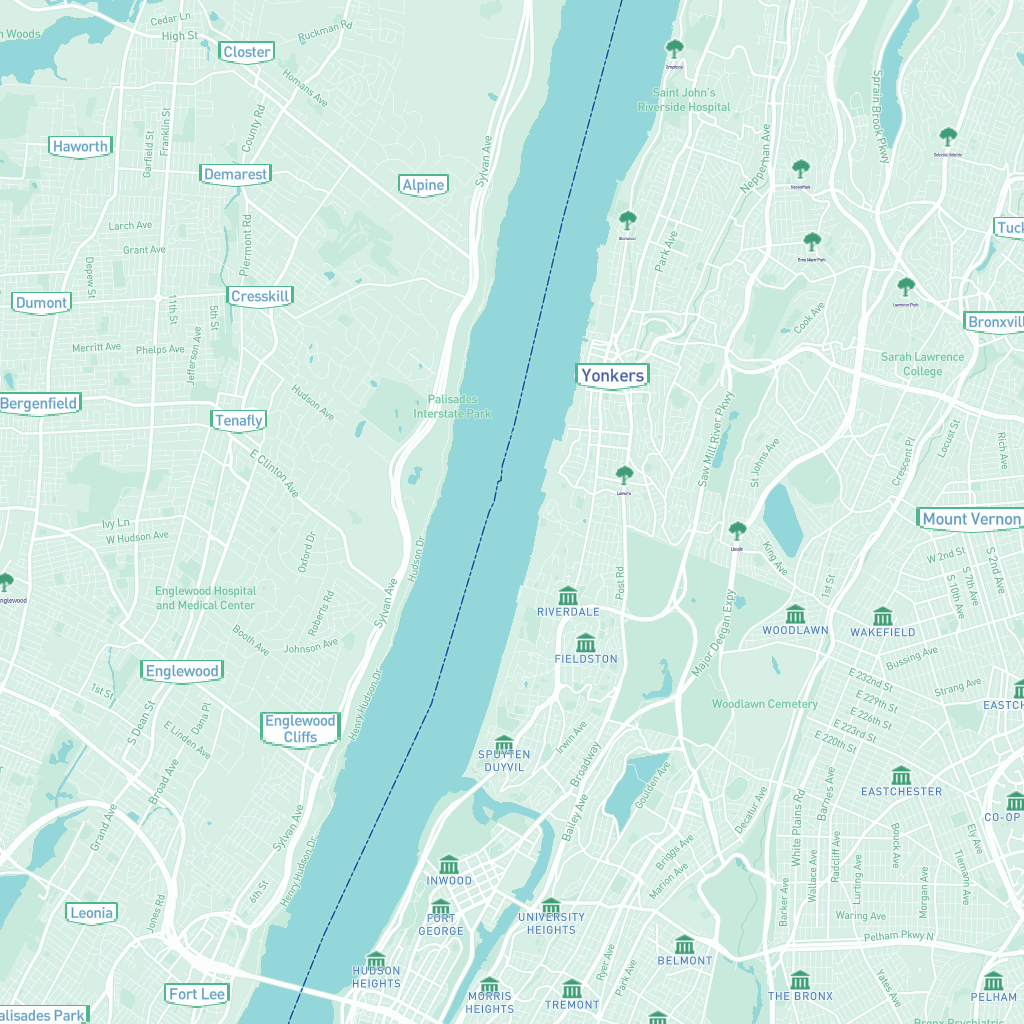 n Woods
Cedar Ln
High St
Ruckman Rd
Closter
Homans Ave
County Rd
Garfield St
Franklin St
Haworth
Demarest
Alpine
Sylvan Ave
Saint John's
Riverside Hospital
Sprain Brook Pkwy
Nepperhan Ave
Park Ave
Tuck
Larch Ave
Grant Ave
Piermont Rd
Depew St
Dumont
Cresskill
11th St
5th St
Jefferson Ave
Lawrence Park
Cook Ave
Bronxvill
Merritt Ave
Phelps Ave
Sarah Lawrence
College
Yonkers
Hudson Ave
Palisades
Interstate Park
Bergenfield
Tenafly
Saw Mill River Pkwy
Crescent Pl
Locust St
Rich Ave
E Clinton Ave
St Johns Ave
Lincoln
Mount Vernon
Ivy Ln
W Hudson Ave
Oxford Dr
Hudson Dr
King Ave
W 2nd St
S 2nd Ave
S 7th Ave
S 10th Ave
1st St
Post Rd
nglewood
Englewood Hospital
and Medical Center
Roberts Rd
Sylvan Ave
Booth Ave
Johnson Ave
RIVERDALE
FIELDSTON
Major Deegan Expy
WOODLAWN
WAKEFIELD
Bussing Ave
Englewood
E 232nd St
Strang Ave
E 229th St
E 226th St
E 223rd St
E 220th St
EASTCH
1st St
S Dean St
Dana Pl
E Linden Ave
Englewood
Cliffs
Henry Hudson Dr
Woodlawn Cemetery
SPUYTEN
DUYVIL
Irwin Ave
Broadway
Goulden Ave
Bailey Ave
EASTCHESTER
CO-OP
Broad Ave
Grand Ave
Sylvan Ave
Henry Hudson Dr
6th St
Decatur Ave
White Plains Rd
Barnes Ave
Radcliff Ave
Wallace Ave
Lurting Ave
Bouck Ave
Morgan Ave
Ely Ave
Tiemann Ave
Briggs Ave
Marion Ave
Barker Ave
INWOOD
Leonia
Jones Rd
FORT
GEORGE
UNIVERSITY
HEIGHTS
Waring Ave
Pelham Pkwy N
BELMONT
HUDSON
HEIGHTS
Ryer Ave
Park Ave
Yates Ave
Fort Lee
MORRIS
HEIGHTS
TREMONT
THE BRONX
PELHAM
alisades Park
Bronx Psychiatric